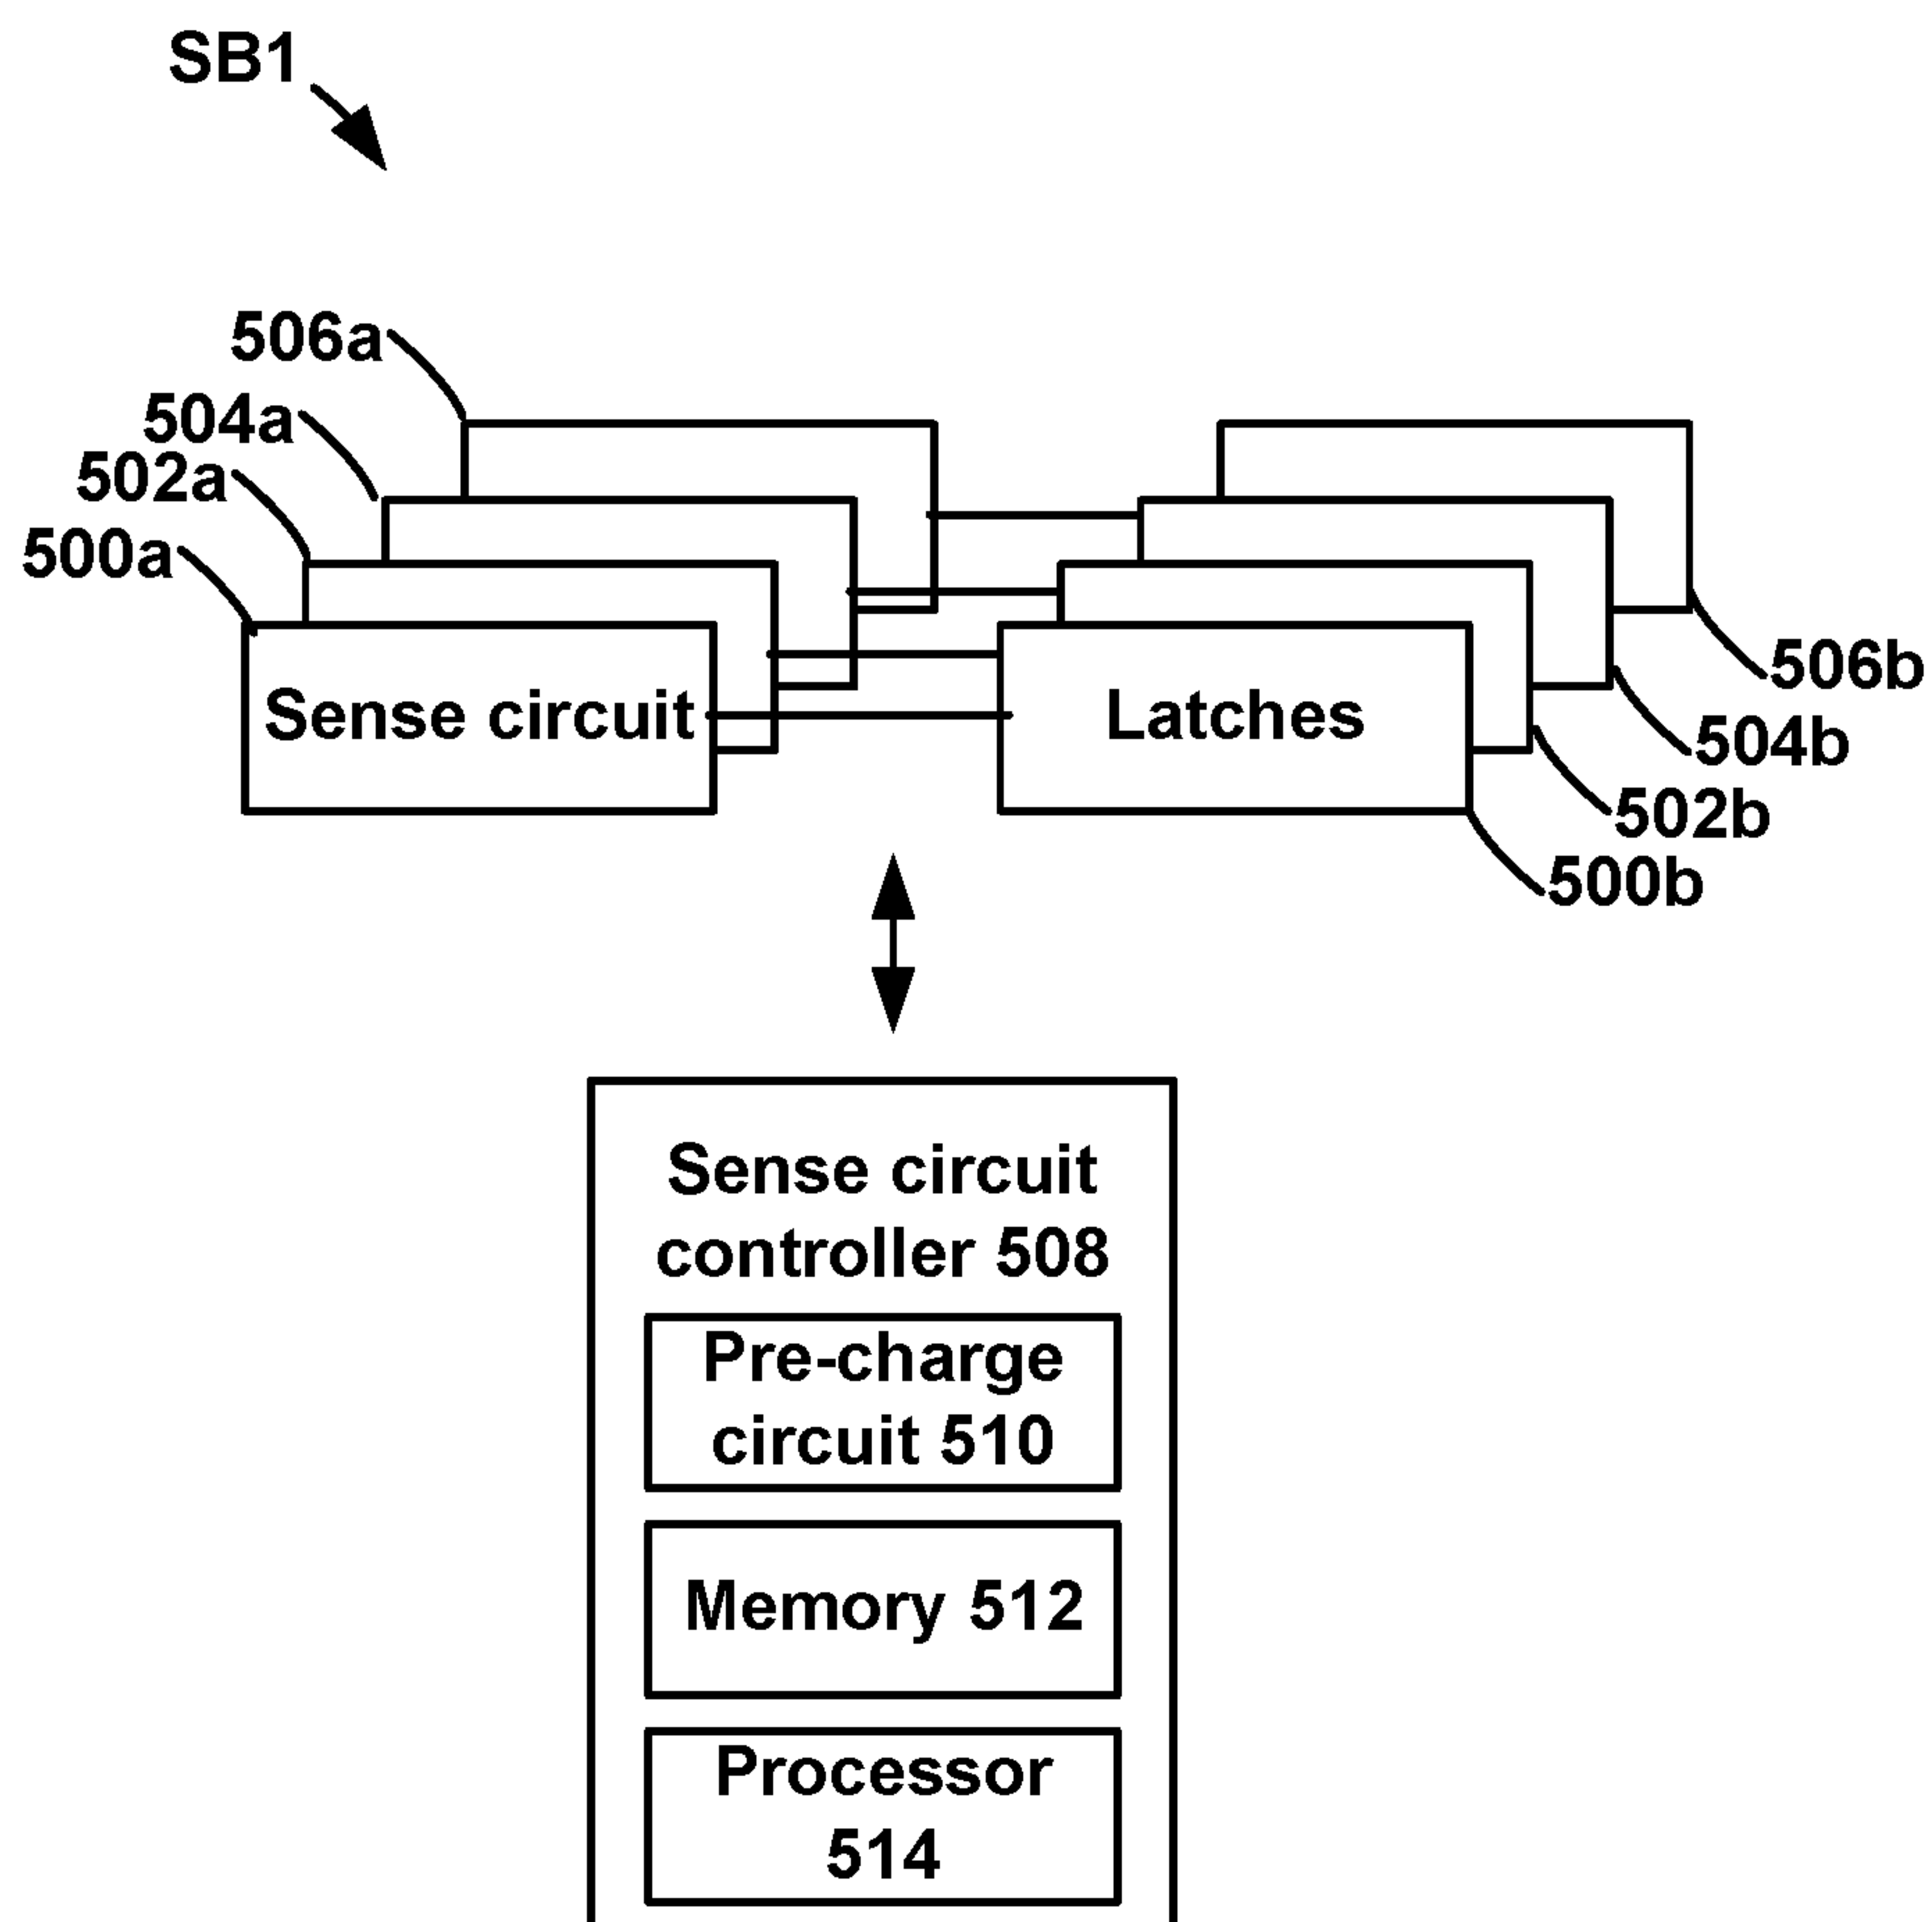 SB1
506a
504a
502a
500a
Sense circuit
Latches
506b
504b
502b
500b
Sense circuit
controller 508
Pre-charge
circuit 510
Memory 512
Processor
514